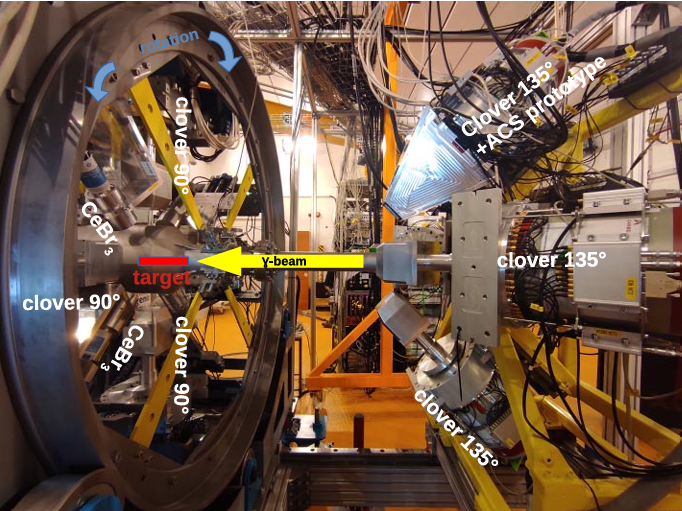 rotation
clover 90°
Clover 135°
+ACS prototype
CeBr3
γ-beam
clover 135°
target
clover 90°
CeBr3
clover 90°
clover 135°